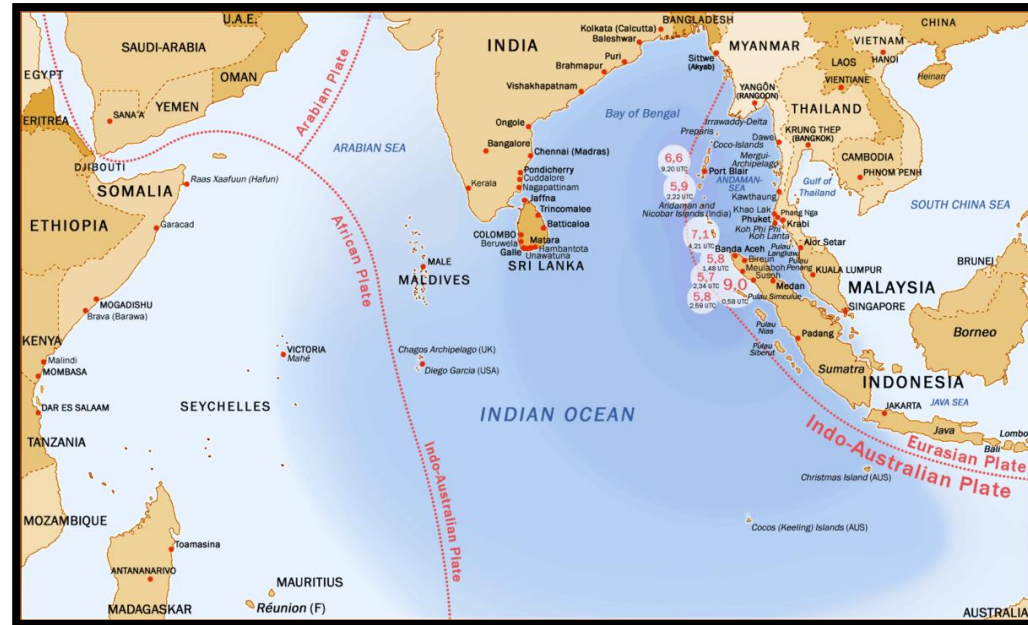 U.A.E.
SAUDI-ARABIA
OMAN
EGYPT
YEMEN
SANA'A
ERITREA
DJIBOUTI
SOMALIA
Raas Xaafuun (Hafun)
ETHIOPIA
Garacad
MOGADISHU
Brava (Barawa)
KENYA
Malindi
MOMBASA
DAR ES SALAAM
TANZANIA
MOZAMBIQUE
Toamasina
ANTANANARIVO
MADAGASKAR
MAURITIUS
Réunion (F)
VICTORIA
Mahé
SEYCHELLES
Arabian Plate
African Plate
Indo-Australian Plate
ARABIAN SEA
INDIA
Kolkata (Calcutta)
Baleshwar
Puri
Brahmapur
Vishakhapatnam
Ongole
Bangalore
Chennai (Madras)
Pondicherry
Cuddalore
Nagapattinam
Kerala
Jaffna
Trincomalee
Batticaloa
COLOMBO
Beruwela
Matara
Hambantota
Galle
Unawatuna
SRI LANKA
MALE
MALDIVES
Chagos Archipelago (UK)
Diego Garcia (USA)
INDIAN OCEAN
BANGLADESH
MYANMAR
Sittwe
(Akyab)
YANGÔN
(RANGOON)
Bay of Bengal
Irrawaddy-Delta
Preparis
Coco-Islands
Dawei
Mergui-
Archipelago
6,6
9,20 UTC
Port Blair
5,9
2,22 UTC
ANDAMAN-
SEA
Kawthaung
Andaman and
Nicobar Islands (India)
7,1
4,21 UTC
Khao Lak
Phang Nga
Phuket
Krabi
Koh Phi Phi
Koh Lanta
Banda Aceh
5,8
1,48 UTC
Bireun
Meulaboh
5,7
2,34 UTC
9,0
0,58 UTC
5,8
2,59 UTC
Medan
Pulau Simeulue
Pulau
Nias
Pulau
Siberut
Padang
Pulau
Langkawi
Pulau
Penang
Alor Setar
KUALA LUMPUR
MALAYSIA
SINGAPORE
CHINA
VIETNAM
HANOI
LAOS
VIENTIANE
Heinan
THAILAND
KRUNG THEP
(BANGKOK)
CAMBODIA
PHNOM PENH
Gulf of
Thailand
SOUTH CHINA SEA
BRUNEI
Borneo
Sumatra
INDONESIA
JAKARTA
JAVA SEA
Java
Bali
Lombo
Eurasian Plate
Indo-Australian Plate
Christmas Island (AUS)
Cocos (Keeling) Islands (AUS)
AUSTRALIA